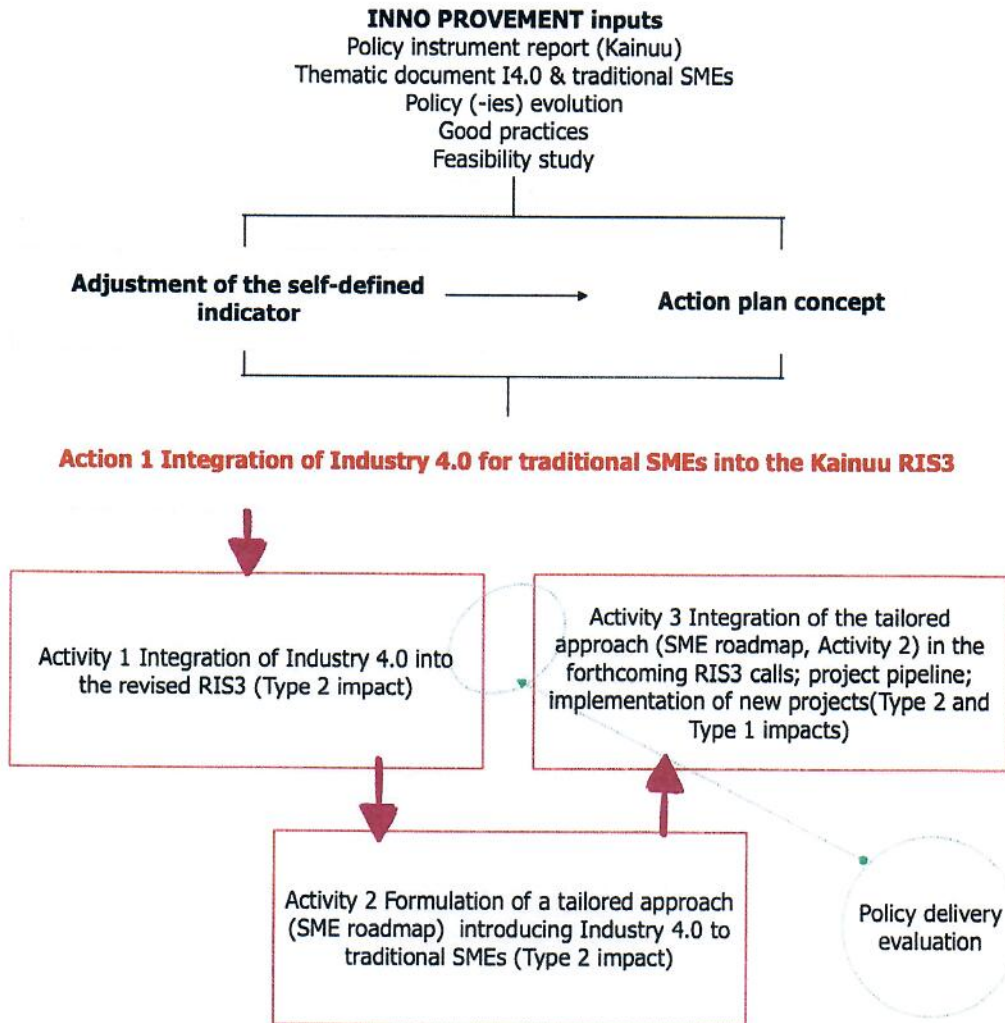 INNO PROVEMENT inputs
Policy instrument report (Kainuu)
Thematic document I4.0 & traditional SMEs
Policy (-ies) evolution
Good practices
Feasibility study
Adjustment of the self-defined
indicator
Action plan concept
Action 1 Integration of Industry 4.0 for traditional SMEs into the Kainuu RIS3
Activity 1 Integration of Industry 4.0 into
the revised RIS3 (Type 2 impact)
Activity 3 Integration of the tailored
approach (SME roadmap, Activity 2) in the
forthcoming RIS3 calls; project pipeline;
implementation of new projects(Type 2 and
Type 1 impacts)
Activity 2 Formulation of a tailored approach
(SME roadmap) introducing Industry 4.0 to
traditional SMEs (Type 2 impact)
Policy delivery
evaluation